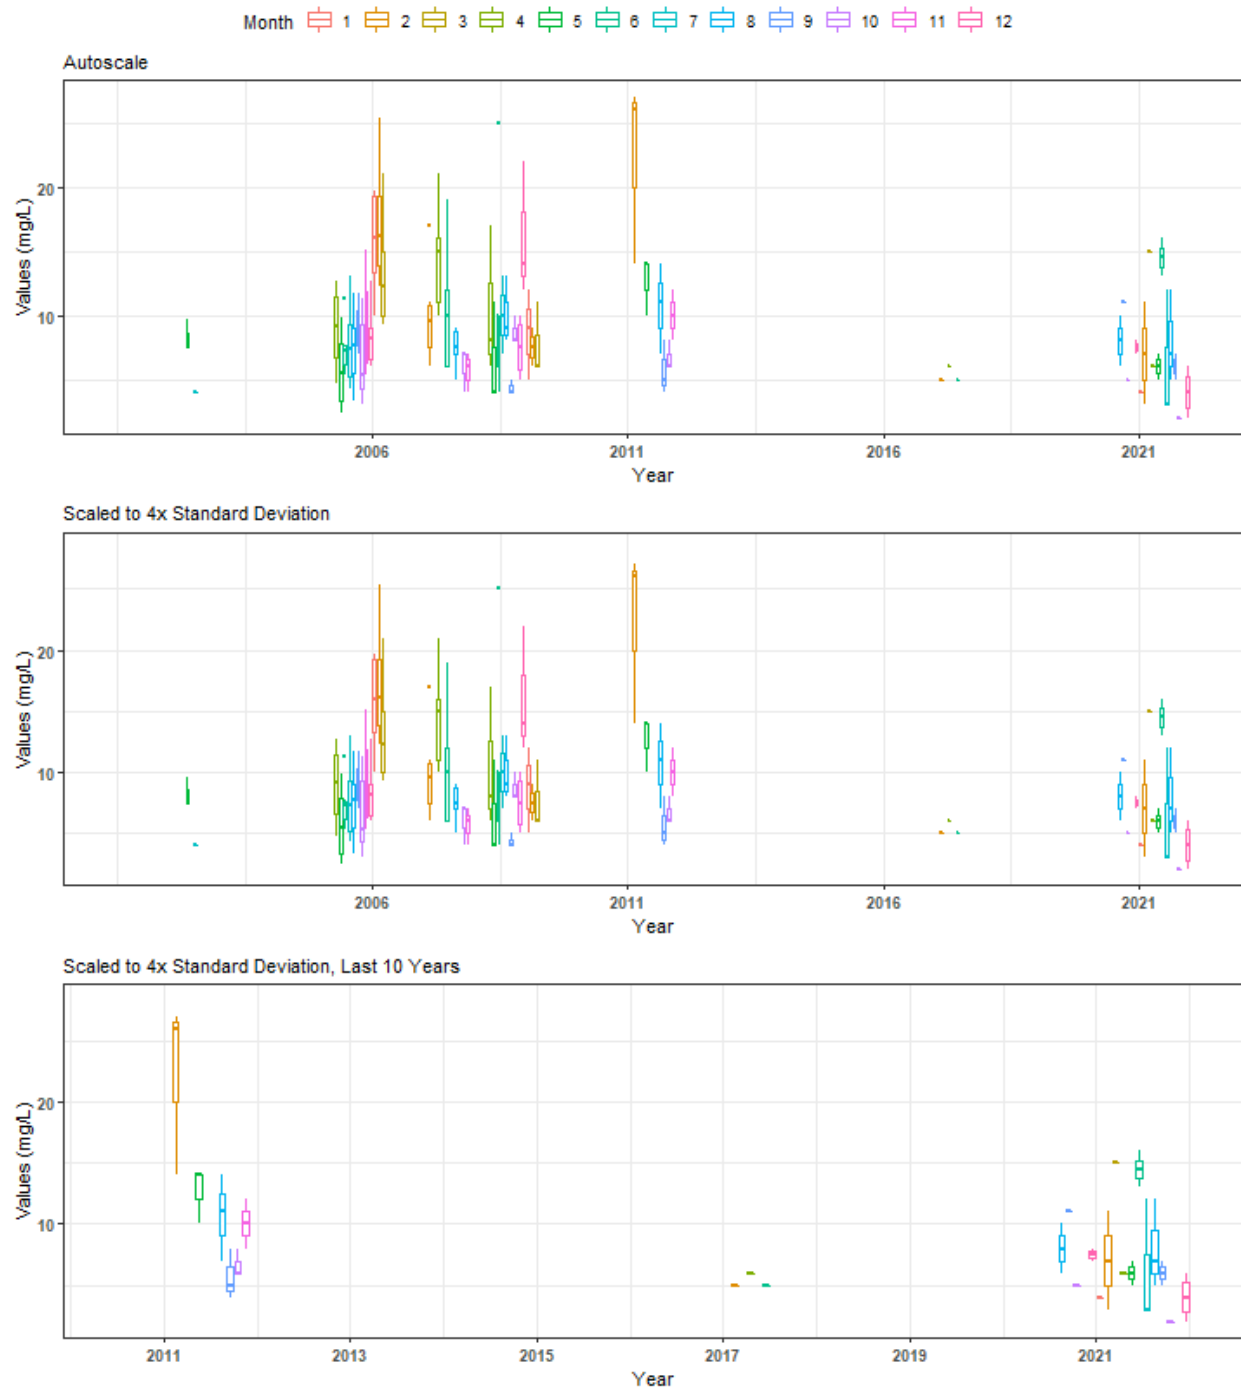 Month 1 2 3 4 5 6 7 8 9 10 11 12
Autoscale
Values (mg/L)
20
10
2006 2011 2016 2021
Year
Scaled to 4x Standard Deviation
Values (mg/L)
20
10
2006 2011 2016 2021
Year
Scaled to 4x Standard Deviation, Last 10 Years
Values (mg/L)
20
10
2011 2013 2015 2017 2019 2021
Year